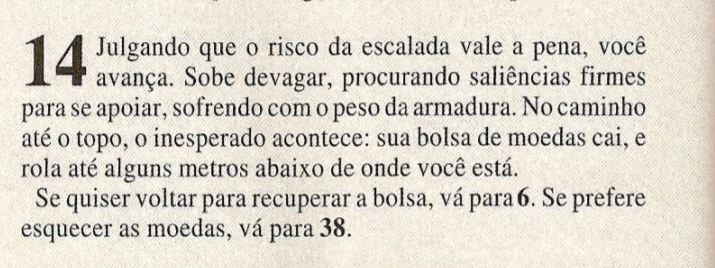 14 Julgando que o risco da escalada vale a pena, você
avança. Sobe devagar, procurando saliências firmes
para se apoiar, sofrendo com o peso da armadura. No caminho
até o topo, o inesperado acontece: sua bolsa de moedas cai, e
rola até alguns metros abaixo de onde você está.
Se quiser voltar para recuperar a bolsa, vá para 6. Se prefere
esquecer as moedas, vá para 38.